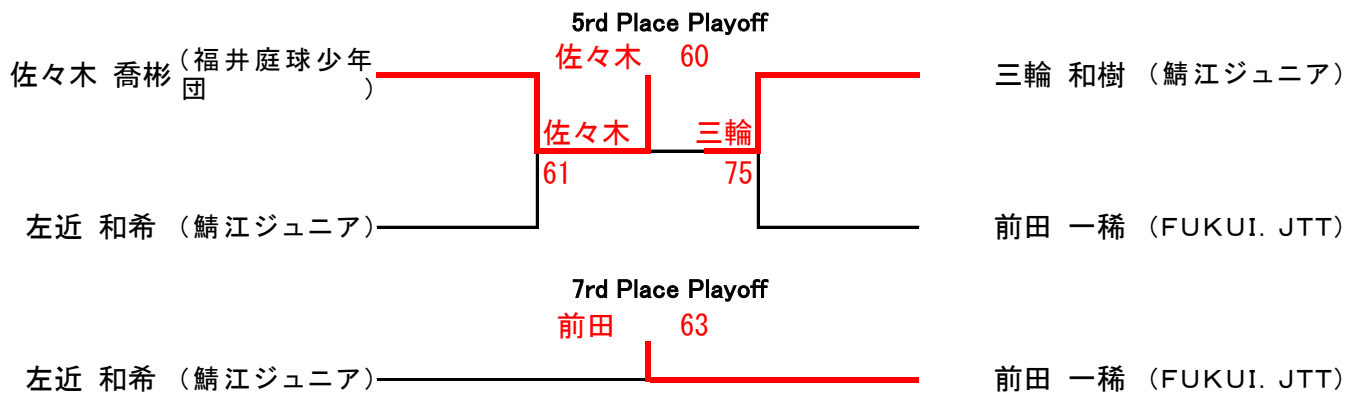 5rd Place Playoff
佐々木 60
佐々木 喬彬 (福井庭球少年団)
三輪 和樹 (鯖江ジュニア)
佐々木 三輪
61 75
左近 和希 (鯖江ジュニア)
前田 一稀 (FUKUI. JTT)
7rd Place Playoff
前田 63
左近 和希 (鯖江ジュニア)
前田 一稀 (FUKUI. JTT)